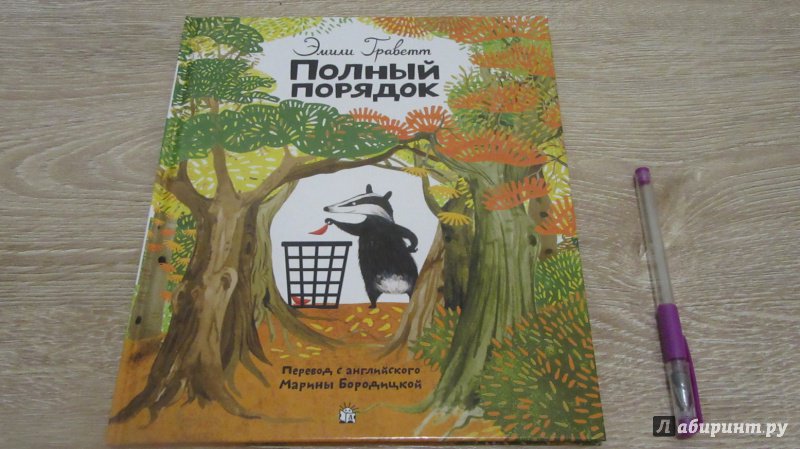 Эмили Граветт
ПОЛНЫЙ
ПОРЯДОК
Перевод с английского
Марины Бородицкой
Лабиринт.ру